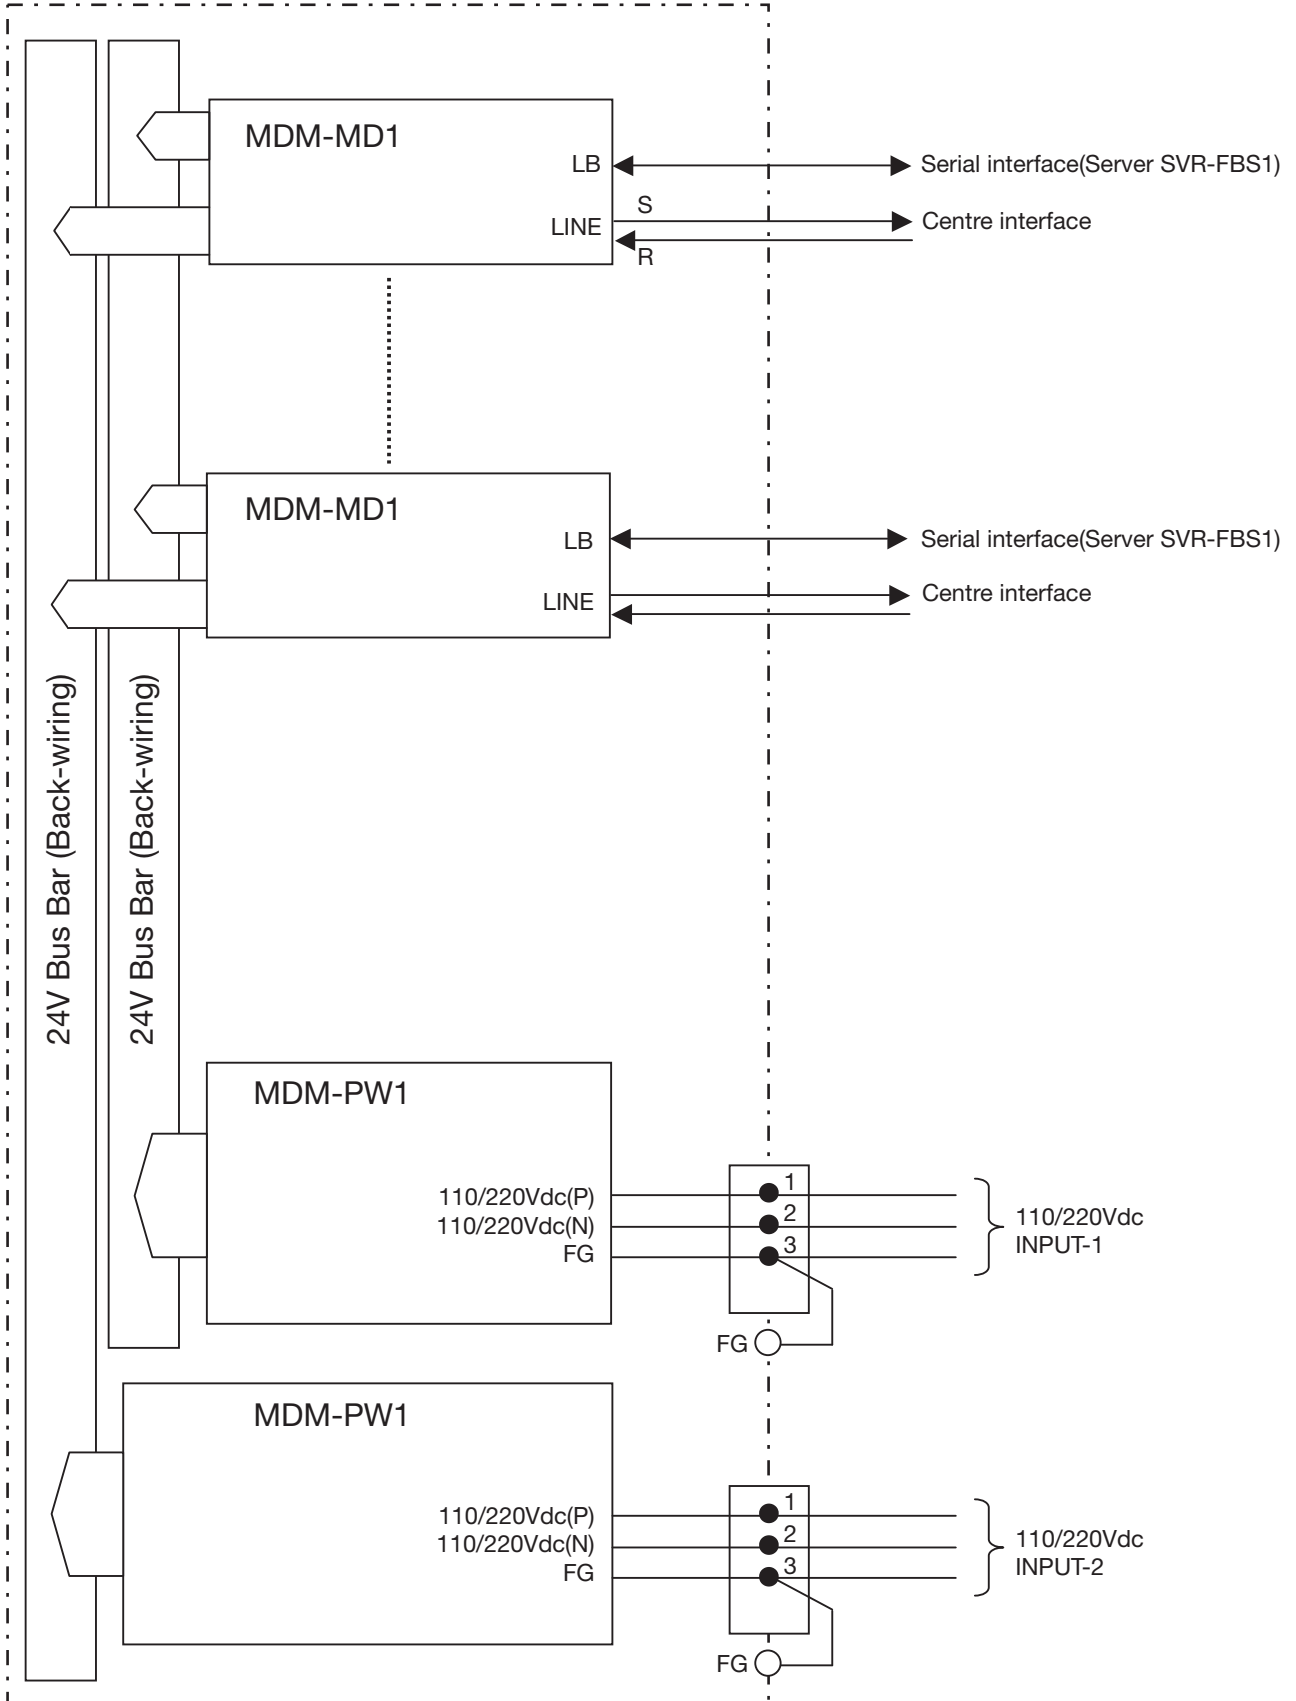 MDM-MD1
LB
Serial interface(Server SVR-FBS1)
S
LINE
Centre interface
R
MDM-MD1
LB
Serial interface(Server SVR-FBS1)
LINE
Centre interface
24V Bus Bar (Back-wiring)
24V Bus Bar (Back-wiring)
MDM-PW1
110/220Vdc(P)
1
110/220Vdc(N)
2
FG
3
110/220Vdc
INPUT-1
FG
MDM-PW1
110/220Vdc(P)
1
110/220Vdc(N)
2
FG
3
110/220Vdc
INPUT-2
FG